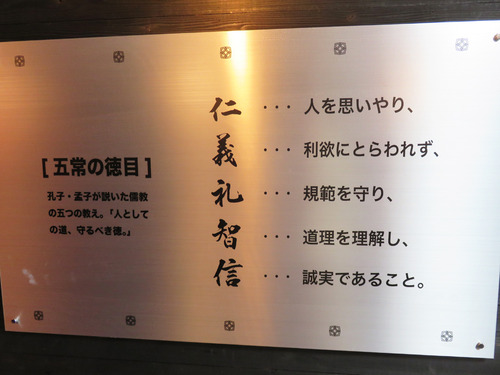 [ 五常の徳目 ]
孔子・孟子が説いた儒教
の五つの教え。「人として
の道、守るべき徳。」
仁 ･･･ 人を思いやり、
義 ･･･ 利欲にとらわれず、
礼 ･･･ 規範を守り、
智 ･･･ 道理を理解し、
信 ･･･ 誠実であること。